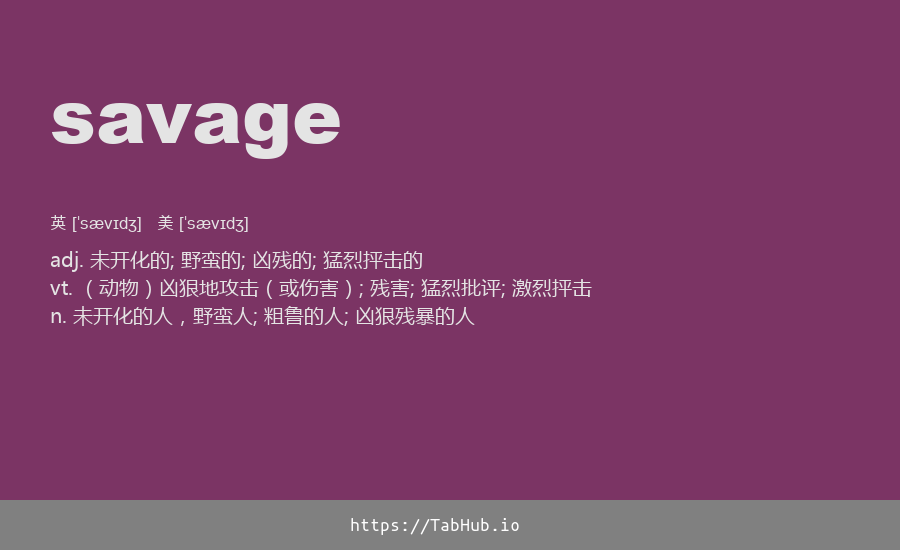 savage
英 [ˈsævɪdʒ] 美 [ˈsævɪdʒ]
adj. 未开化的; 野蛮的; 凶残的; 猛烈抨击的
vt. （动物）凶狠地攻击（或伤害）; 残害; 猛烈批评; 激烈抨击
n. 未开化的人，野蛮人; 粗鲁的人; 凶狠残暴的人
https://TabHub.io